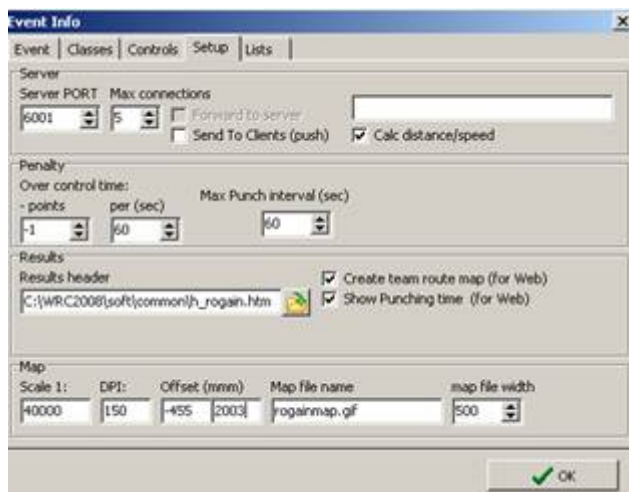 Event Info
Event Classes Controls Setup Lists
Server
Server PORT Max connections
6001 5 Forward to server
Send To Clients (push) Calc distance/speed
Penalty
Over control time:
- points per (sec) Max Punch interval (sec)
-1 60 60
Results
Results header
Create team route map (for Web)
C:\WRC2008\soft\common\h_rogain.htm Show Punching time (for Web)
Map
Scale 1: DPI: Offset (mmm) Map file name map file width
40000 150 -455 2003 rogainmap.gif 500
OK